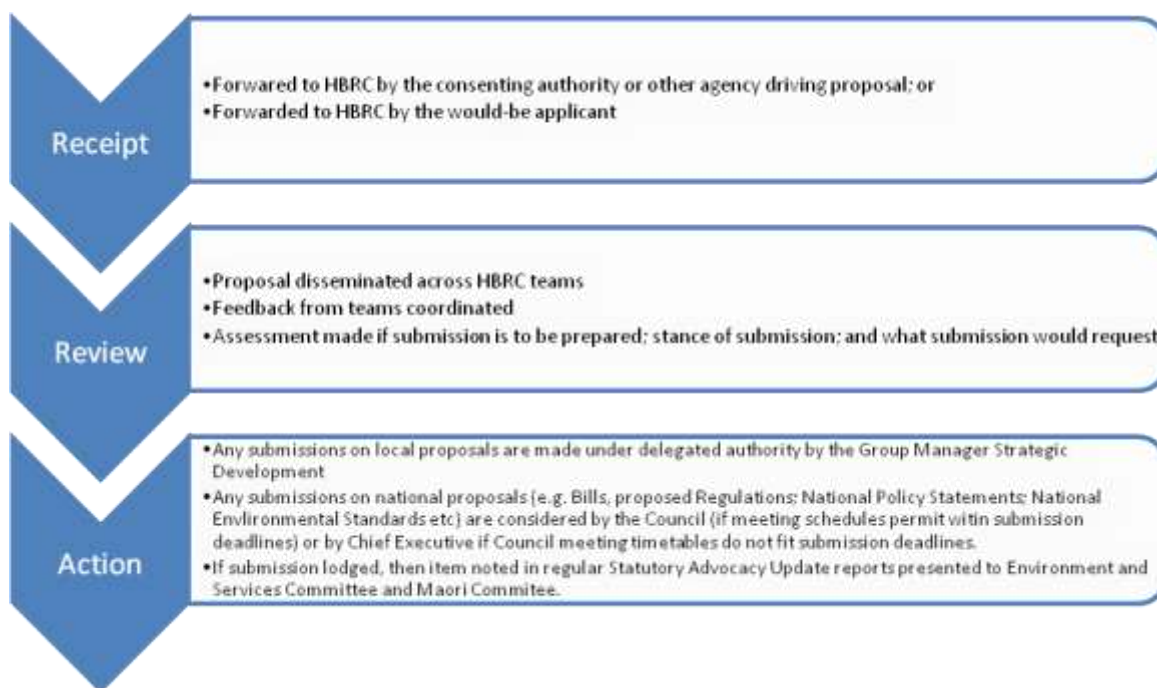 Receipt
•Forwared to HBRC by the consenting authority or other agency driving proposal; or
•Forwarded to HBRC by the would-be applicant
Review
•Proposal disseminated across HBRC teams
•Feedback from teams coordinated
•Assessment made if submission is to be prepared; stance of submission; and what submission would request
Action
•Any submissions on local proposals are made under delegated authority by the Group Manager Strategic
Development
•Any submissions on national proposals (e.g. Bills, proposed Regulations; National Policy Statements; National
Environmental Standards etc) are considered by the Council (if meeting schedules permit witin submission
deadlines) or by Chief Executive if Council meeting timetables do not fit submission deadlines.
•If submission lodged, then item noted in regular Statutory Advocacy Update reports presented to Environment and
Services Committee and Maori Commitee.